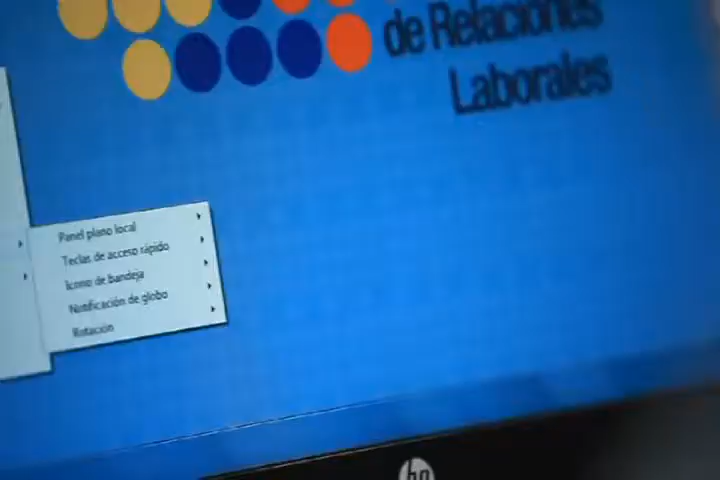 de Relaciones
Laborales
Panel plano local
Teclas de acceso rápido
Icono de bandeja
Notificación de globo
Rotación
hp